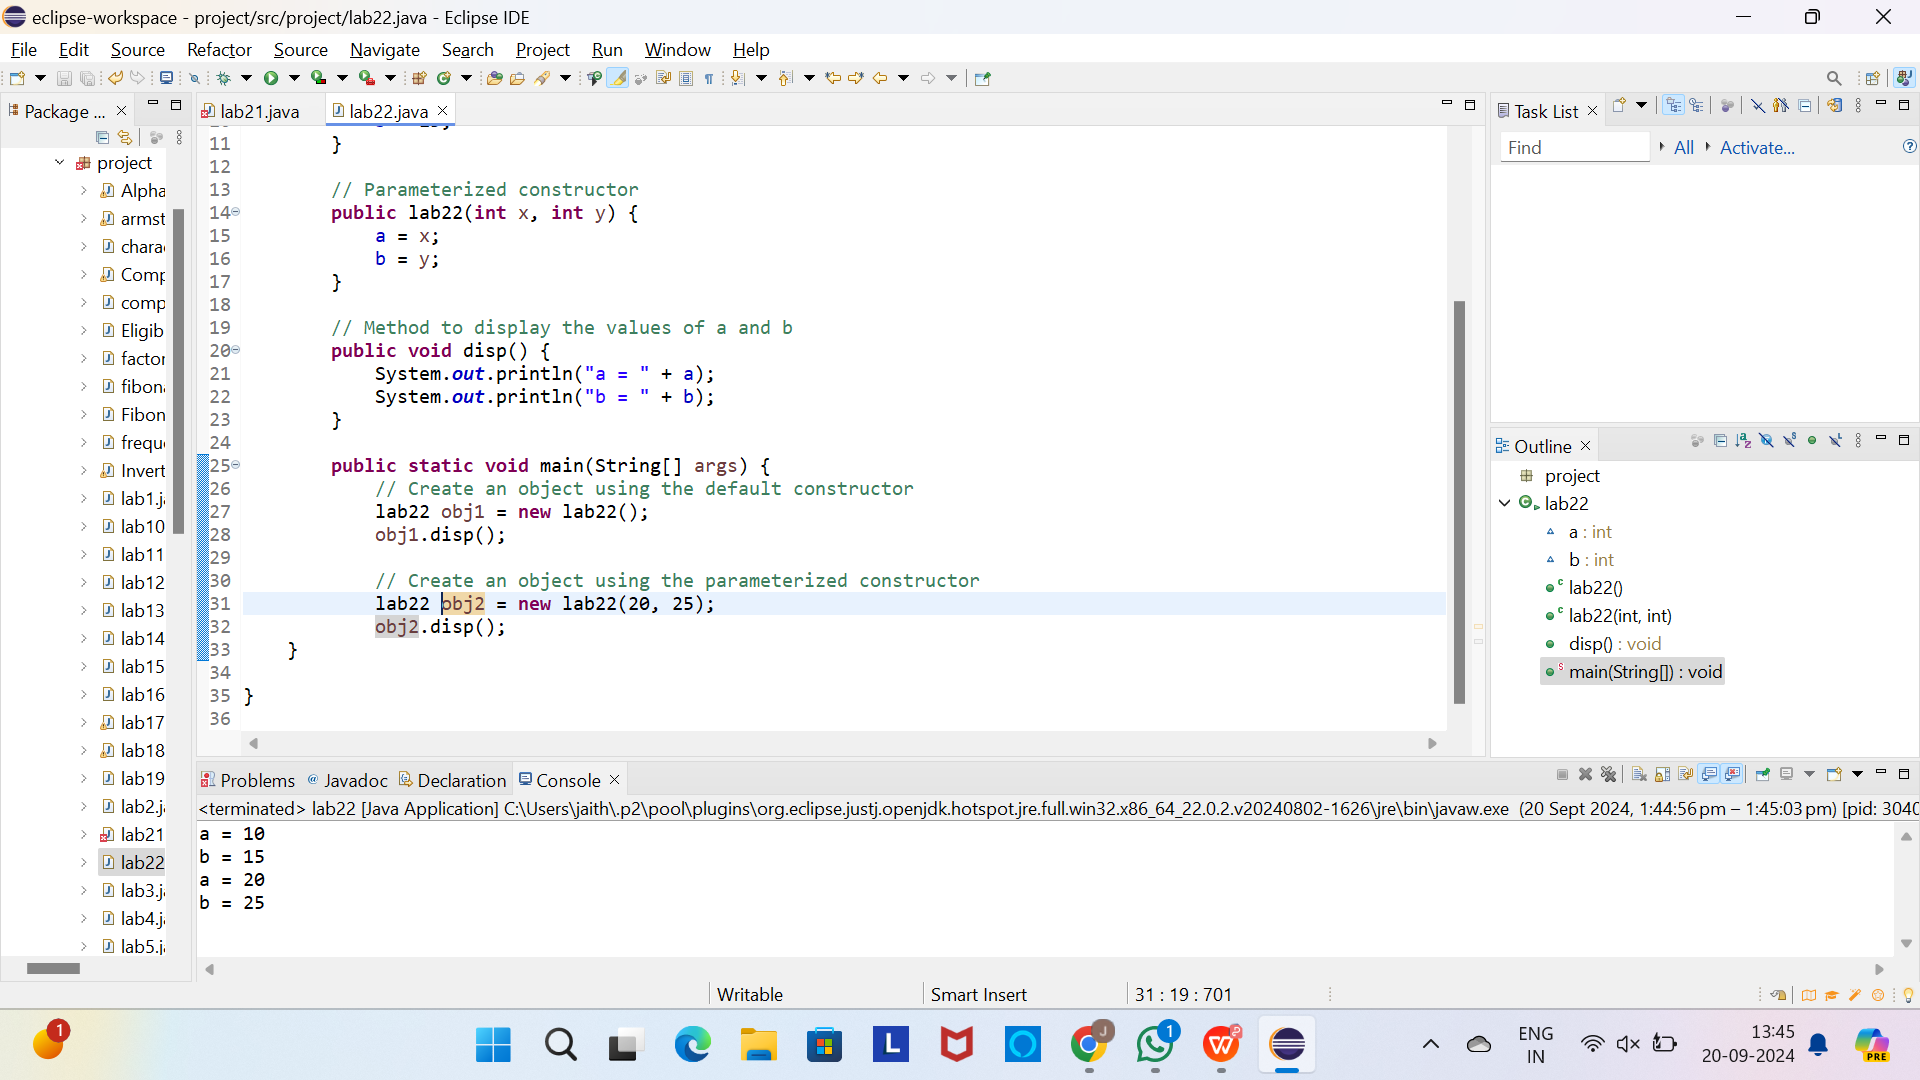 eclipse-workspace - project/src/project/lab22.java - Eclipse IDE
File Edit Source Refactor Source Navigate Search Project Run Window Help
Package ...
project
Alpha
armst
charac
Comp
comp
Eligib
factor
fibona
Fibon
freque
Invert
lab1.ja
lab10
lab11
lab12
lab13
lab14
lab15
lab16
lab17
lab18
lab19
lab2.ja
lab21
lab22
lab3.ja
lab4.ja
lab5.ja
lab21.java lab22.java
11 }
12
13 // Parameterized constructor
14 public lab22(int x, int y) {
15 a = x;
16 b = y;
17 }
18
19 // Method to display the values of a and b
20 public void disp() {
21 System.out.println("a = " + a);
22 System.out.println("b = " + b);
23 }
24
25 public static void main(String[] args) {
26 // Create an object using the default constructor
27 lab22 obj1 = new lab22();
28 obj1.disp();
29
30 // Create an object using the parameterized constructor
31 lab22 obj2 = new lab22(20, 25);
32 obj2.disp();
33 }
34
35 }
36
Task List
Find All Activate...
Outline
project
lab22
a : int
b : int
lab22()
lab22(int, int)
disp() : void
main(String[]) : void
Problems @ Javadoc Declaration Console
<terminated> lab22 [Java Application] C:\Users\jaith\.p2\pool\plugins\org.eclipse.justj.openjdk.hotspot.jre.full.win32.x86_64_22.0.2.v20240802-1626\jre\bin\javaw.exe (20 Sept 2024, 1:44:56 pm – 1:45:03 pm) [pid: 3040
a = 10
b = 15
a = 20
b = 25
Writable Smart Insert 31 : 19 : 701
1
L
J
1
W
ENG
IN
13:45
20-09-2024
PRE